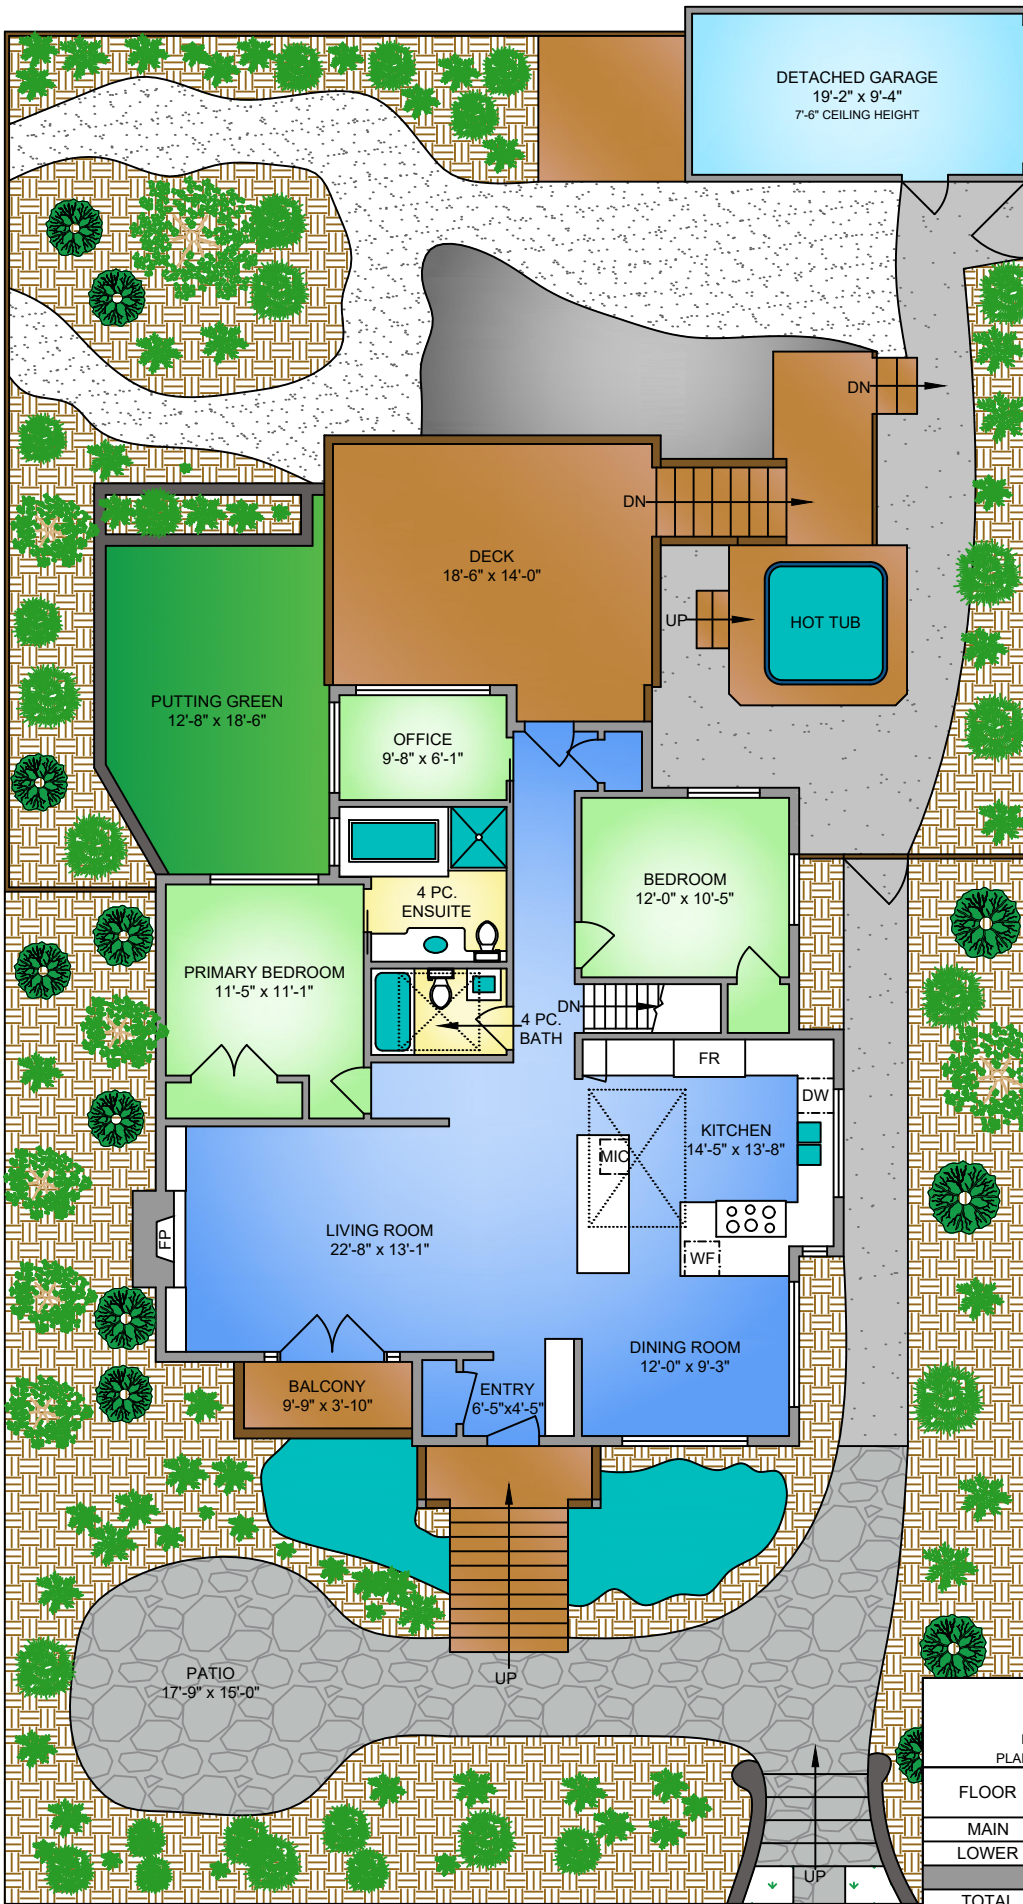 DETACHED GARAGE
19'-2" x 9'-4"
7'-6" CEILING HEIGHT
DN
DN
DECK
18'-6" x 14'-0"
UP
HOT TUB
PUTTING GREEN
12'-8" x 18'-6"
OFFICE
9'-8" x 6'-1"
4 PC.
ENSUITE
BEDROOM
12'-0" x 10'-5"
PRIMARY BEDROOM
11'-5" x 11'-1"
DN
4 PC.
BATH
FR
DW
KITCHEN
14'-5" x 13'-8"
MIC
LIVING ROOM
22'-8" x 13'-1"
FP
WF
DINING ROOM
12'-0" x 9'-3"
BALCONY
9'-9" x 3'-10"
ENTRY
6'-5"x4'-5"
PATIO
17'-9" x 15'-0"
UP
FLOOR
MAIN
LOWER
TOTAL
UP